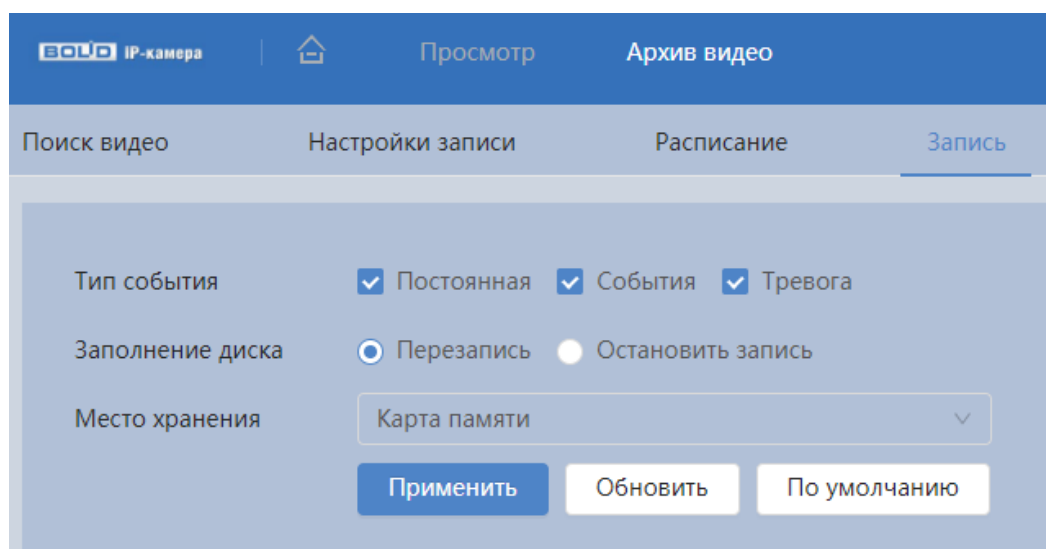 BOLID IP-камера Просмотр Архив видео
Поиск видео Настройки записи Расписание Запись
Тип события Постоянная События Тревога
Заполнение диска Перезапись Остановить запись
Место хранения Карта памяти
Применить Обновить По умолчанию